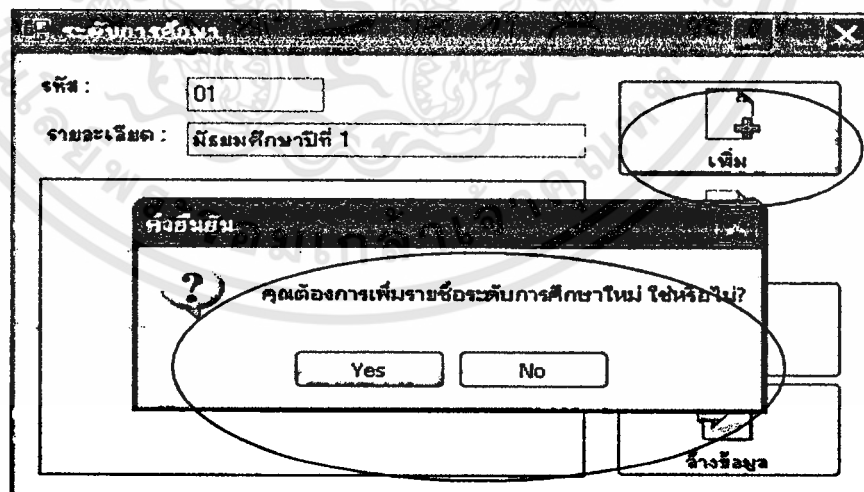 ระดับการศึกษา
รหัส :
01
รายละเอียด :
มัธยมศึกษาปีที่ 1
เพิ่ม
คำยืนยัน
คุณต้องการเพิ่มรายชื่อระดับการศึกษาใหม่ ใช่หรือไม่?
Yes
No
ล้างข้อมูล